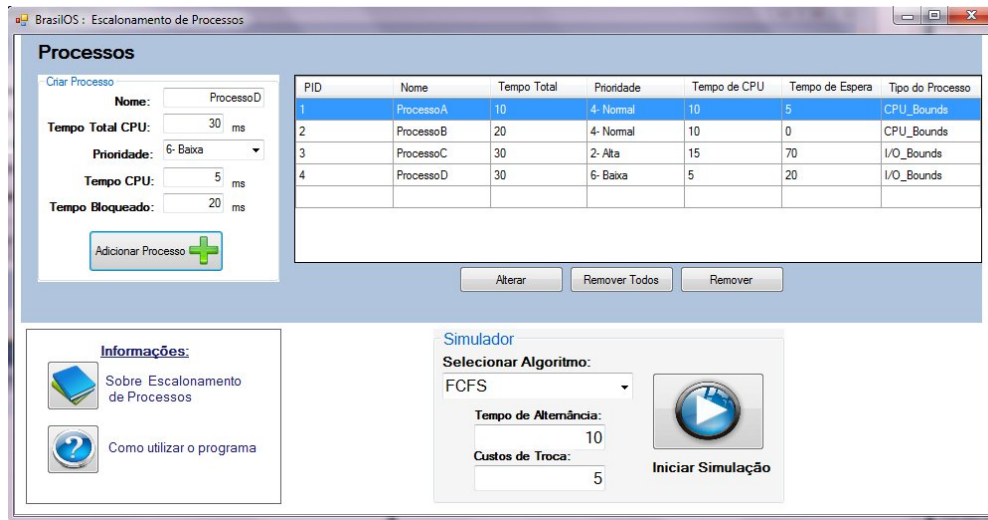 BrasilOS : Escalonamento de Processos
Processos
Criar Processo
Nome: ProcessoD
Tempo Total CPU: 30 ms
Prioridade: 6- Baixa
Tempo CPU: 5 ms
Tempo Bloqueado: 20 ms
Adicionar Processo
PID Nome Tempo Total Prioridade Tempo de CPU Tempo de Espera Tipo do Processo
1 ProcessoA 10 4- Normal 10 5 CPU_Bounds
2 ProcessoB 20 4- Normal 10 0 CPU_Bounds
3 ProcessoC 30 2- Alta 15 70 I/O_Bounds
4 ProcessoD 30 6- Baixa 5 20 I/O_Bounds
Alterar Remover Todos Remover
Informações:
Sobre Escalonamento
de Processos
Como utilizar o programa
Simulador
Selecionar Algoritmo:
FCFS
Tempo de Alternância:
10
Custos de Troca:
5
Iniciar Simulação